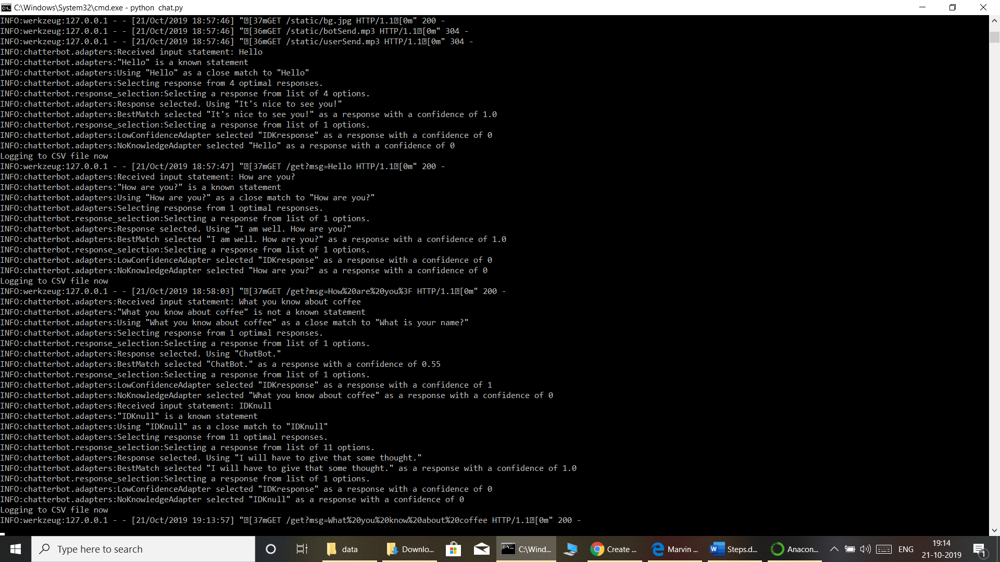 C:\Windows\System32\cmd.exe - python  chat.py
INFO:werkzeug:127.0.0.1 - - [21/Oct/2019 18:57:46] "[37mGET /static/bg.jpg HTTP/1.1[0m" 200 -
INFO:werkzeug:127.0.0.1 - - [21/Oct/2019 18:57:46] "[36mGET /static/botSend.mp3 HTTP/1.1[0m" 304 -
INFO:werkzeug:127.0.0.1 - - [21/Oct/2019 18:57:46] "[36mGET /static/userSend.mp3 HTTP/1.1[0m" 304 -
INFO:chatterbot.adapters:Received input statement: Hello
INFO:chatterbot.adapters:"Hello" is a known statement
INFO:chatterbot.adapters:Using "Hello" as a close match to "Hello"
INFO:chatterbot.adapters:Selecting response from 4 optimal responses.
INFO:chatterbot.response_selection:Selecting a response from list of 4 options.
INFO:chatterbot.adapters:Response selected. Using "It's nice to see you!"
INFO:chatterbot.adapters:BestMatch selected "It's nice to see you!" as a response with a confidence of 1.0
INFO:chatterbot.response_selection:Selecting a response from list of 1 options.
INFO:chatterbot.adapters:LowConfidenceAdapter selected "IDKresponse" as a response with a confidence of 0
INFO:chatterbot.adapters:NoKnowledgeAdapter selected "Hello" as a response with a confidence of 0
Logging to CSV file now
INFO:werkzeug:127.0.0.1 - - [21/Oct/2019 18:57:47] "[37mGET /get?msg=Hello HTTP/1.1[0m" 200 -
INFO:chatterbot.adapters:Received input statement: How are you?
INFO:chatterbot.adapters:"How are you?" is a known statement
INFO:chatterbot.adapters:Using "How are you?" as a close match to "How are you?"
INFO:chatterbot.adapters:Selecting response from 1 optimal responses.
INFO:chatterbot.response_selection:Selecting a response from list of 1 options.
INFO:chatterbot.adapters:Response selected. Using "I am well. How are you?"
INFO:chatterbot.adapters:BestMatch selected "I am well. How are you?" as a response with a confidence of 1.0
INFO:chatterbot.response_selection:Selecting a response from list of 1 options.
INFO:chatterbot.adapters:LowConfidenceAdapter selected "IDKresponse" as a response with a confidence of 0
INFO:chatterbot.adapters:NoKnowledgeAdapter selected "How are you?" as a response with a confidence of 0
Logging to CSV file now
INFO:werkzeug:127.0.0.1 - - [21/Oct/2019 18:58:03] "[37mGET /get?msg=How%20are%20you%3F HTTP/1.1[0m" 200 -
INFO:chatterbot.adapters:Received input statement: What you know about coffee
INFO:chatterbot.adapters:"What you know about coffee" is not a known statement
INFO:chatterbot.adapters:Using "What you know about coffee" as a close match to "What is your name?"
INFO:chatterbot.adapters:Selecting response from 1 optimal responses.
INFO:chatterbot.response_selection:Selecting a response from list of 1 options.
INFO:chatterbot.adapters:Response selected. Using "ChatBot."
INFO:chatterbot.adapters:BestMatch selected "ChatBot." as a response with a confidence of 0.55
INFO:chatterbot.response_selection:Selecting a response from list of 1 options.
INFO:chatterbot.adapters:LowConfidenceAdapter selected "IDKresponse" as a response with a confidence of 1
INFO:chatterbot.adapters:NoKnowledgeAdapter selected "What you know about coffee" as a response with a confidence of 0
INFO:chatterbot.adapters:Received input statement: IDKnull
INFO:chatterbot.adapters:"IDKnull" is a known statement
INFO:chatterbot.adapters:Using "IDKnull" as a close match to "IDKnull"
INFO:chatterbot.adapters:Selecting response from 11 optimal responses.
INFO:chatterbot.response_selection:Selecting a response from list of 11 options.
INFO:chatterbot.adapters:Response selected. Using "I will have to give that some thought."
INFO:chatterbot.adapters:BestMatch selected "I will have to give that some thought." as a response with a confidence of 1.0
INFO:chatterbot.response_selection:Selecting a response from list of 1 options.
INFO:chatterbot.adapters:LowConfidenceAdapter selected "IDKresponse" as a response with a confidence of 0
INFO:chatterbot.adapters:NoKnowledgeAdapter selected "IDKnull" as a response with a confidence of 0
Logging to CSV file now
INFO:werkzeug:127.0.0.1 - - [21/Oct/2019 19:13:57] "[37mGET /get?msg=What%20you%20know%20about%20coffee HTTP/1.1[0m" 200 -
Type here to search data Downlo... C:\Wind... Create ... Marvin ... Steps.d... Anacon... ENG 19:14
21-10-2019 1